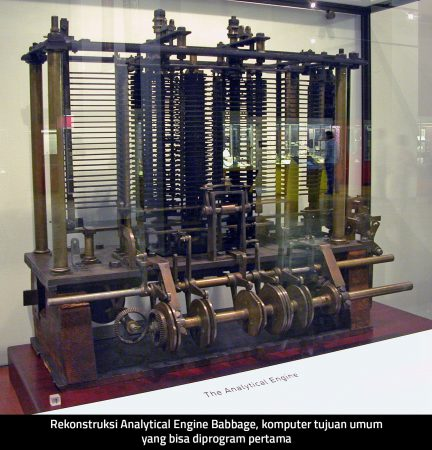 The Analytical Engine
Rekonstruksi Analytical Engine Babbage, komputer tujuan umum
yang bisa diprogram pertama